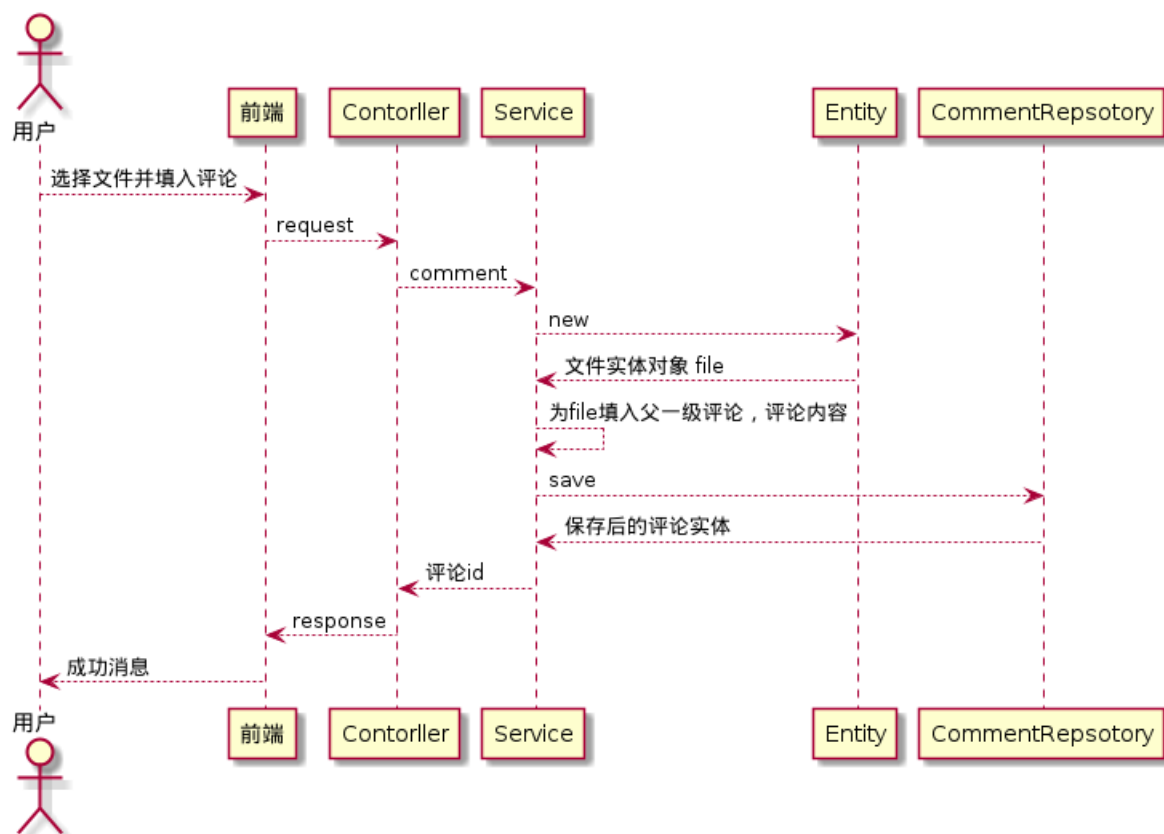 用户
前端
Contorller
Service
Entity
CommentRepsotory
选择文件并填入评论
request
comment
new
文件实体对象 file
为file填入父一级评论，评论内容
save
保存后的评论实体
评论id
response
成功消息
用户
前端
Contorller
Service
Entity
CommentRepsotory